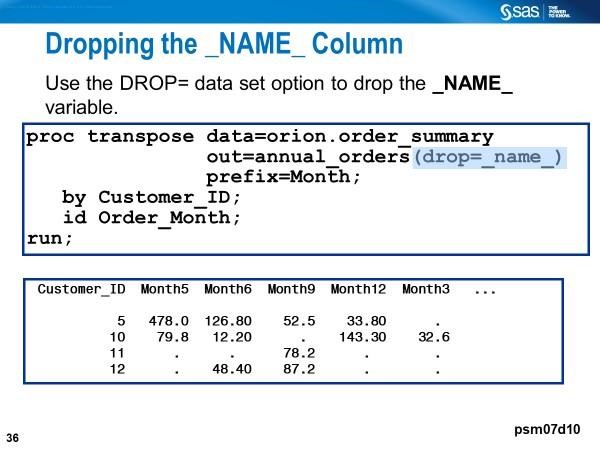 sas THE
POWER
TO KNOW.
Dropping the _NAME_ Column
Use the DROP= data set option to drop the _NAME_
variable.
proc transpose data=orion.order_summary
out=annual_orders(drop=_name_)
prefix=Month;
by Customer_ID;
id Order_Month;
run;
Customer_ID Month5 Month6 Month9 Month12 Month3 ...
5 478.0 126.80 52.5 33.80 .
10 79.8 12.20 . 143.30 32.6
11 . . 78.2 . .
12 . 48.40 87.2 . .
psm07d10
36